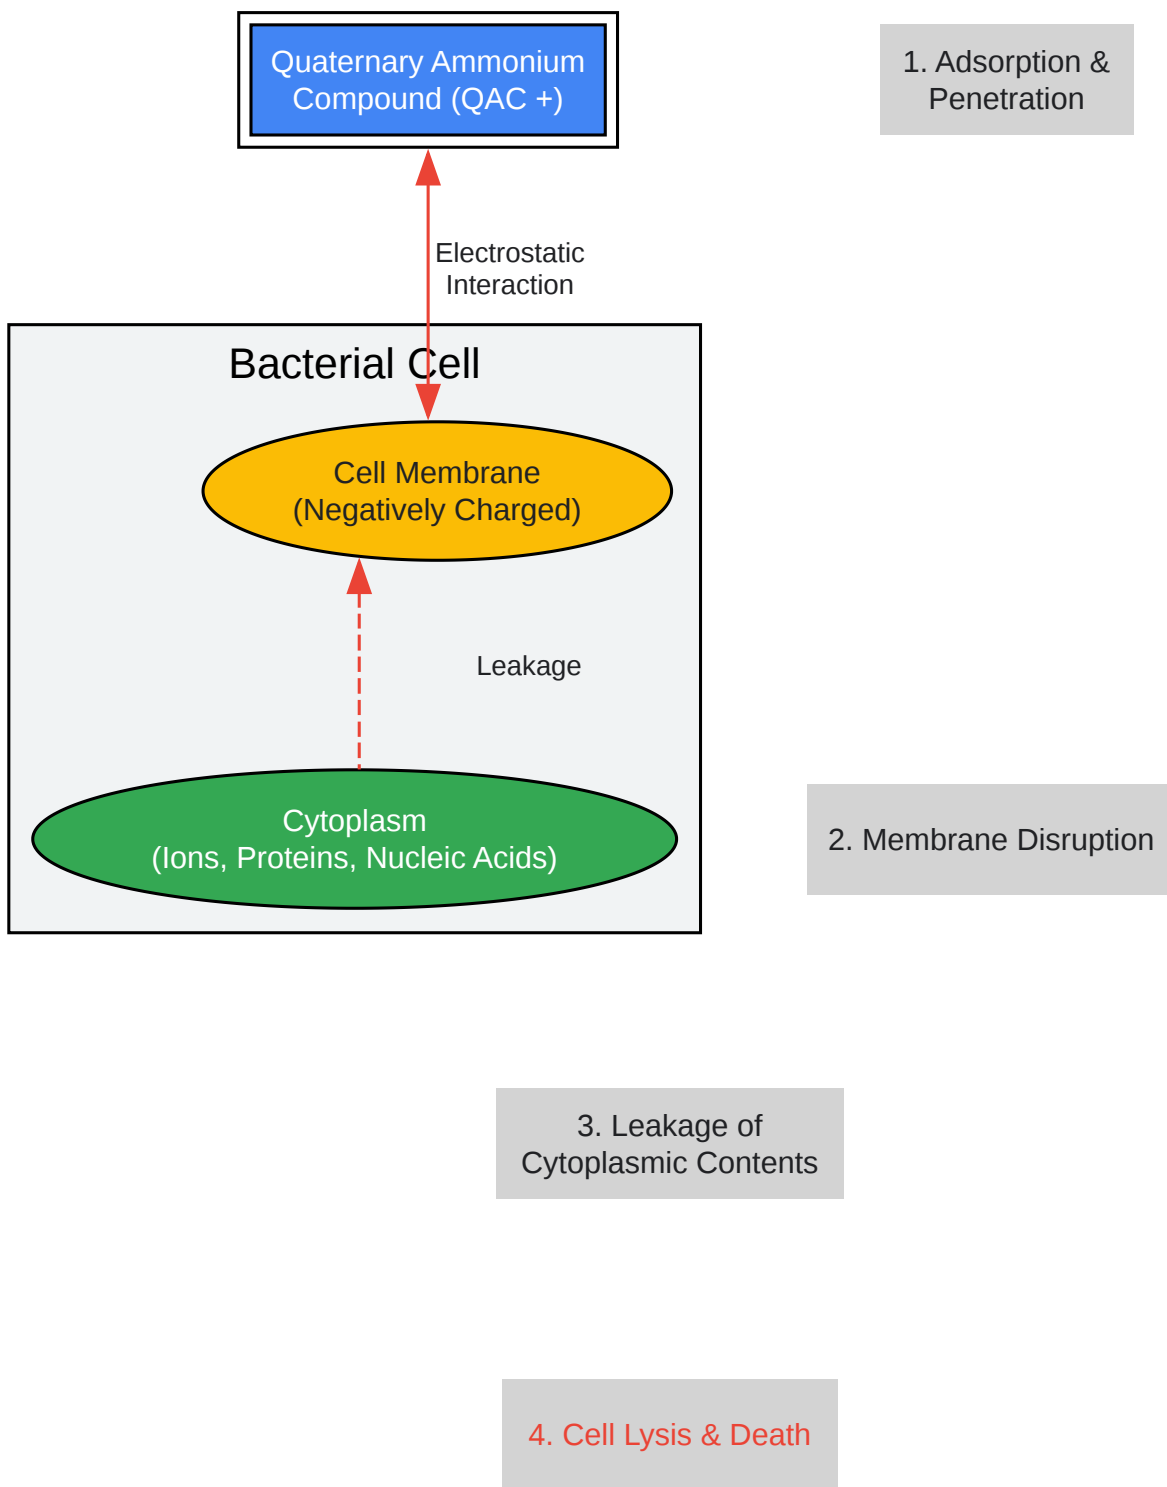 Quaternary Ammonium
Compound (QAC +)
1. Adsorption &
Penetration
Electrostatic
Interaction
Bacterial Cell
Cell Membrane
(Negatively Charged)
Leakage
Cytoplasm
(Ions, Proteins, Nucleic Acids)
2. Membrane Disruption
3. Leakage of
Cytoplasmic Contents
4. Cell Lysis & Death